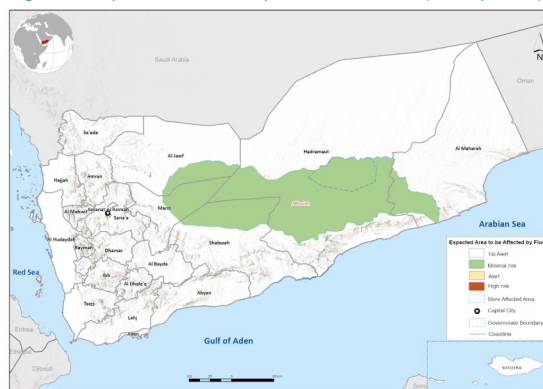 Saudi Arabia
Oman
N
Sa'ada
Al Jawf
Hadramaut
Al Maharah
Hajjah
Amran
Al Mahwit
Amanat Al Asimah
Sana'a
Marib
Arabian Sea
Al Hudaydah
Raymah
Dhamar
Shabwah
Red Sea
Ibb
Al Bayda
Al Dhale'e
Abyan
Taizz
Lahj
Aden
Gulf of Aden
Eritrea
Djibouti
Expected Area to be Affected by Floo
No Alert
Minimal risk
Alert
High risk
More Affected Area
Capital City
Governorate Boundary
Coastline
SOCOTRA